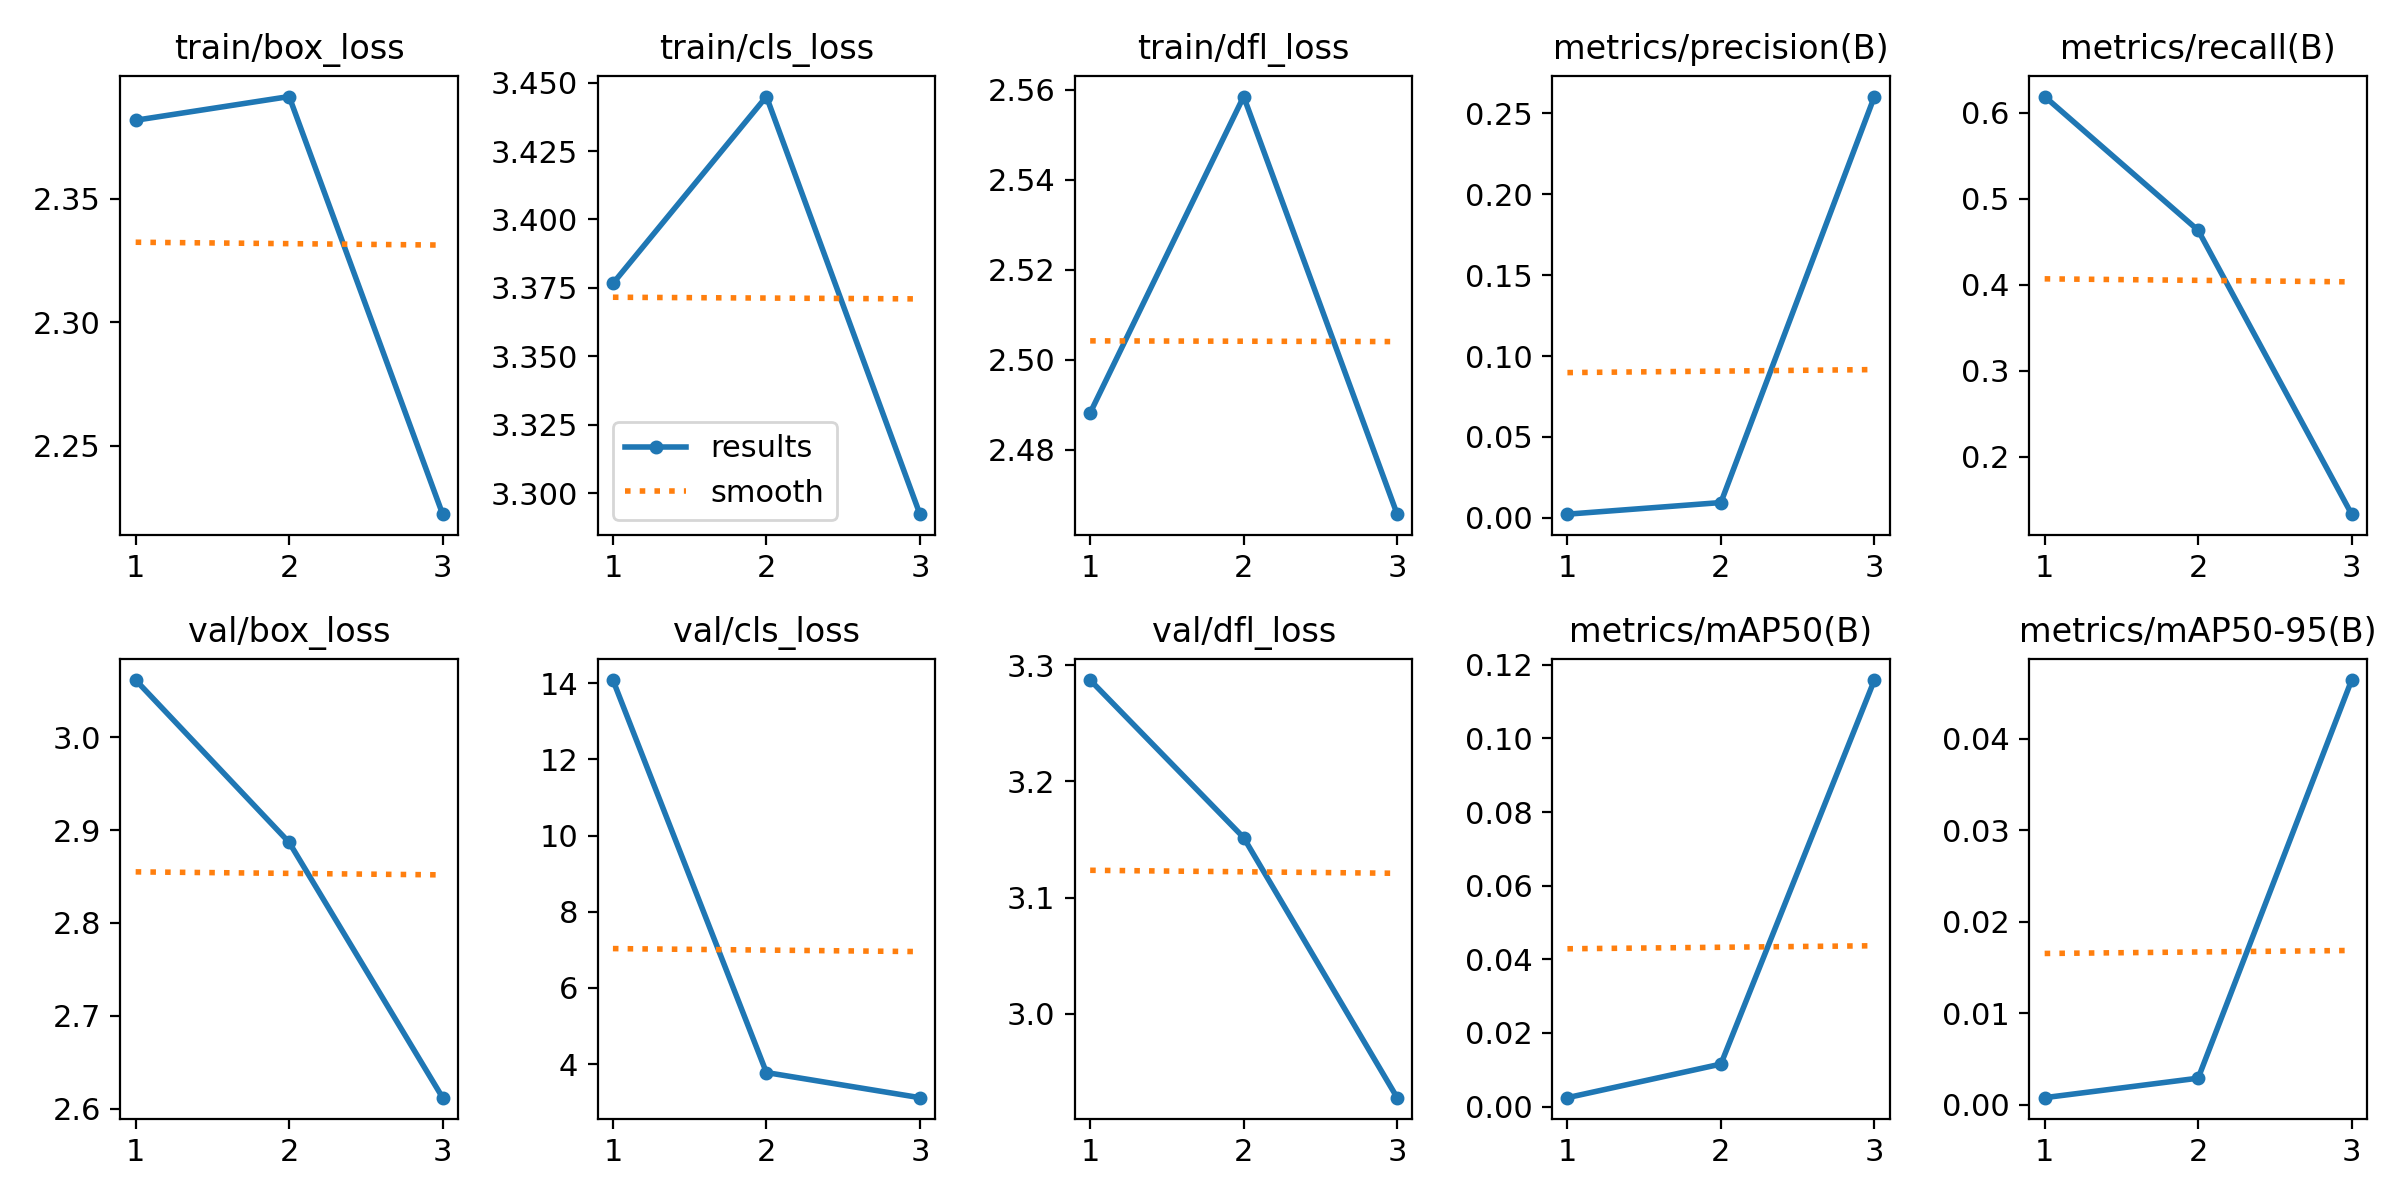 train/box_loss
2.35
2.30
2.25
1 2 3
train/cls_loss
3.450
3.425
3.400
3.375
3.350
3.325
3.300
results
smooth
1 2 3
train/dfl_loss
2.56
2.54
2.52
2.50
2.48
1 2 3
metrics/precision(B)
0.25
0.20
0.15
0.10
0.05
0.00
1 2 3
metrics/recall(B)
0.6
0.5
0.4
0.3
0.2
1 2 3
val/box_loss
3.0
2.9
2.8
2.7
2.6
1 2 3
val/cls_loss
14
12
10
8
6
4
1 2 3
val/dfl_loss
3.3
3.2
3.1
3.0
1 2 3
metrics/mAP50(B)
0.12
0.10
0.08
0.06
0.04
0.02
0.00
1 2 3
metrics/mAP50-95(B)
0.04
0.03
0.02
0.01
0.00
1 2 3